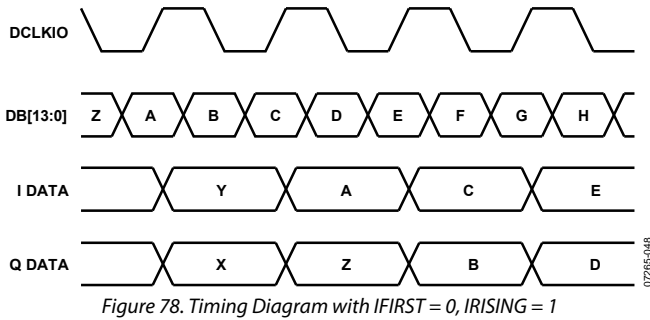 DCLKIO
DB[13:0] Z A B C D E F G H
I DATA Y A C E
Q DATA X Z B D
07265-048
Figure 78. Timing Diagram with IFIRST = 0, IRISING = 1